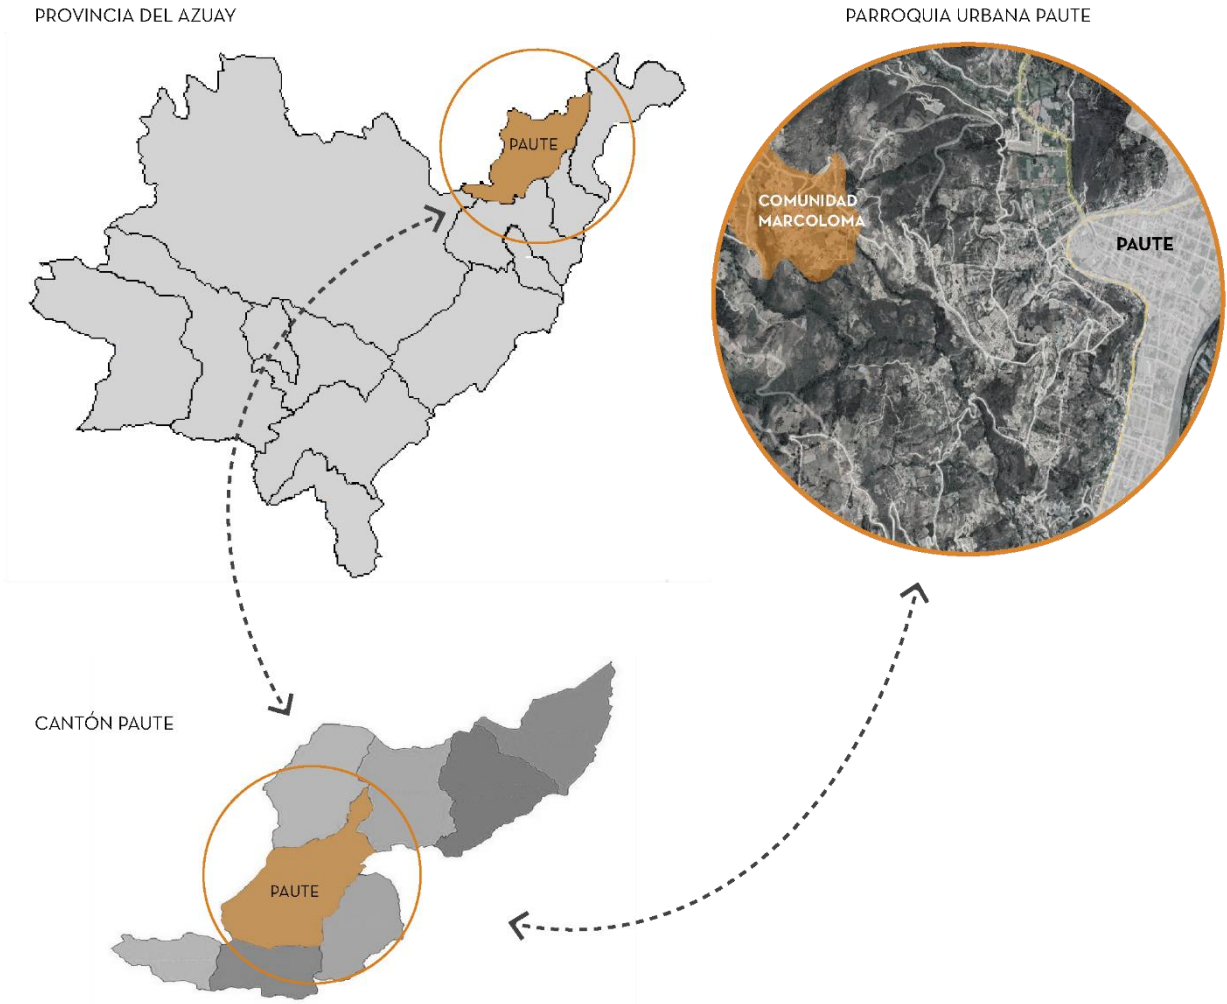 PROVINCIA DEL AZUAY
PARROQUIA URBANA PAUTE
PAUTE
COMUNIDAD
MARCOLOMA
PAUTE
CANTÓN PAUTE
PAUTE